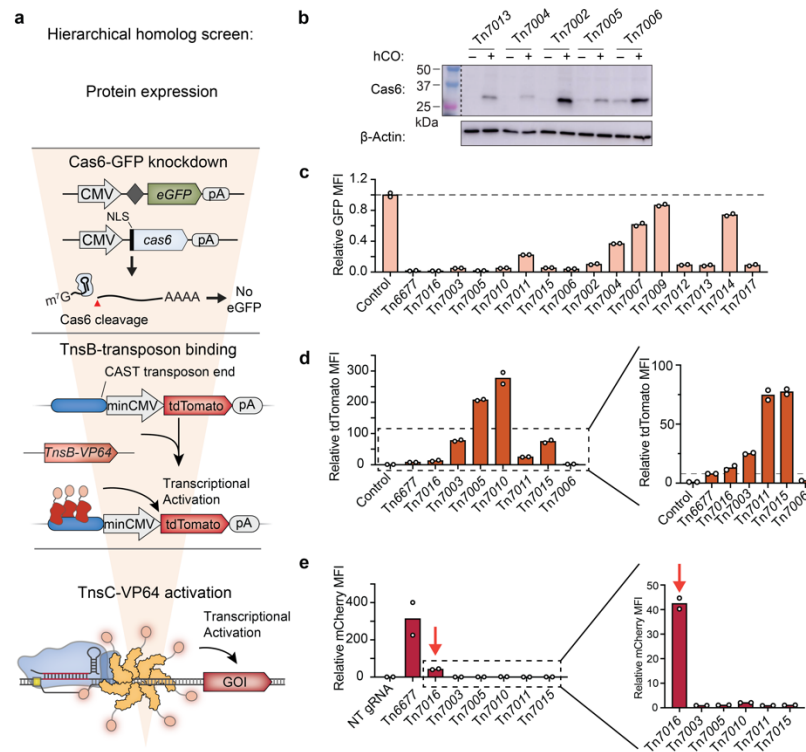 a
Hierarchical homolog screen:
Protein expression
Cas6-GFP knockdown
CMV
eGFP
pA
NLS
CMV
cas6
pA
m⁷G
AAAA
No
eGFP
Cas6 cleavage
TnsB-transposon binding
CAST transposon end
minCMV
tdTomato
pA
TnsB-VP64
Transcriptional
Activation
minCMV
tdTomato
pA
TnsC-VP64 activation
Transcriptional
Activation
GOI
b
Tn7013 Tn7004 Tn7002 Tn7005 Tn7006
hCO: – + – + – + – + – +
50
37
Cas6:
25
kDa
β-Actin:
c
Relative GFP MFI
1.2
0.8
0.4
0.0
Control Tn6677 Tn7016 Tn7003 Tn7005 Tn7010 Tn7011 Tn7015 Tn7006 Tn7002 Tn7004 Tn7007 Tn7009 Tn7012 Tn7013 Tn7014 Tn7017
d
Relative tdTomato MFI
300
200
100
0
Control Tn6677 Tn7016 Tn7003 Tn7005 Tn7010 Tn7011 Tn7015 Tn7006
Relative tdTomato MFI
100
50
0
Control Tn6677 Tn7016 Tn7003 Tn7011 Tn7015 Tn7006
e
Relative mCherry MFI
600
400
200
0
NT gRNA Tn6677 Tn7016 Tn7003 Tn7005 Tn7010 Tn7011 Tn7015
Relative mCherry MFI
50
40
30
20
10
0
Tn7016 Tn7003 Tn7005 Tn7010 Tn7011 Tn7015